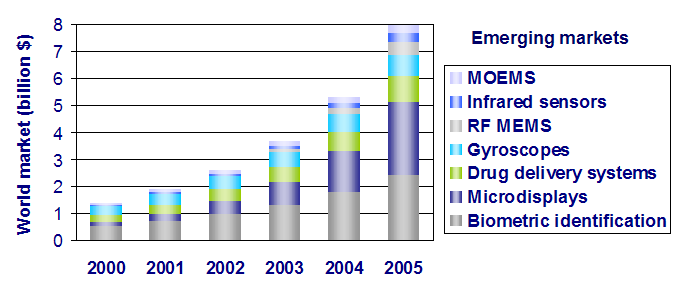 8
7
6
5
4
3
2
1
0
World market (billion $)
2000 2001 2002 2003 2004 2005
Emerging markets
MOEMS
Infrared sensors
RF MEMS
Gyroscopes
Drug delivery systems
Microdisplays
Biometric identification